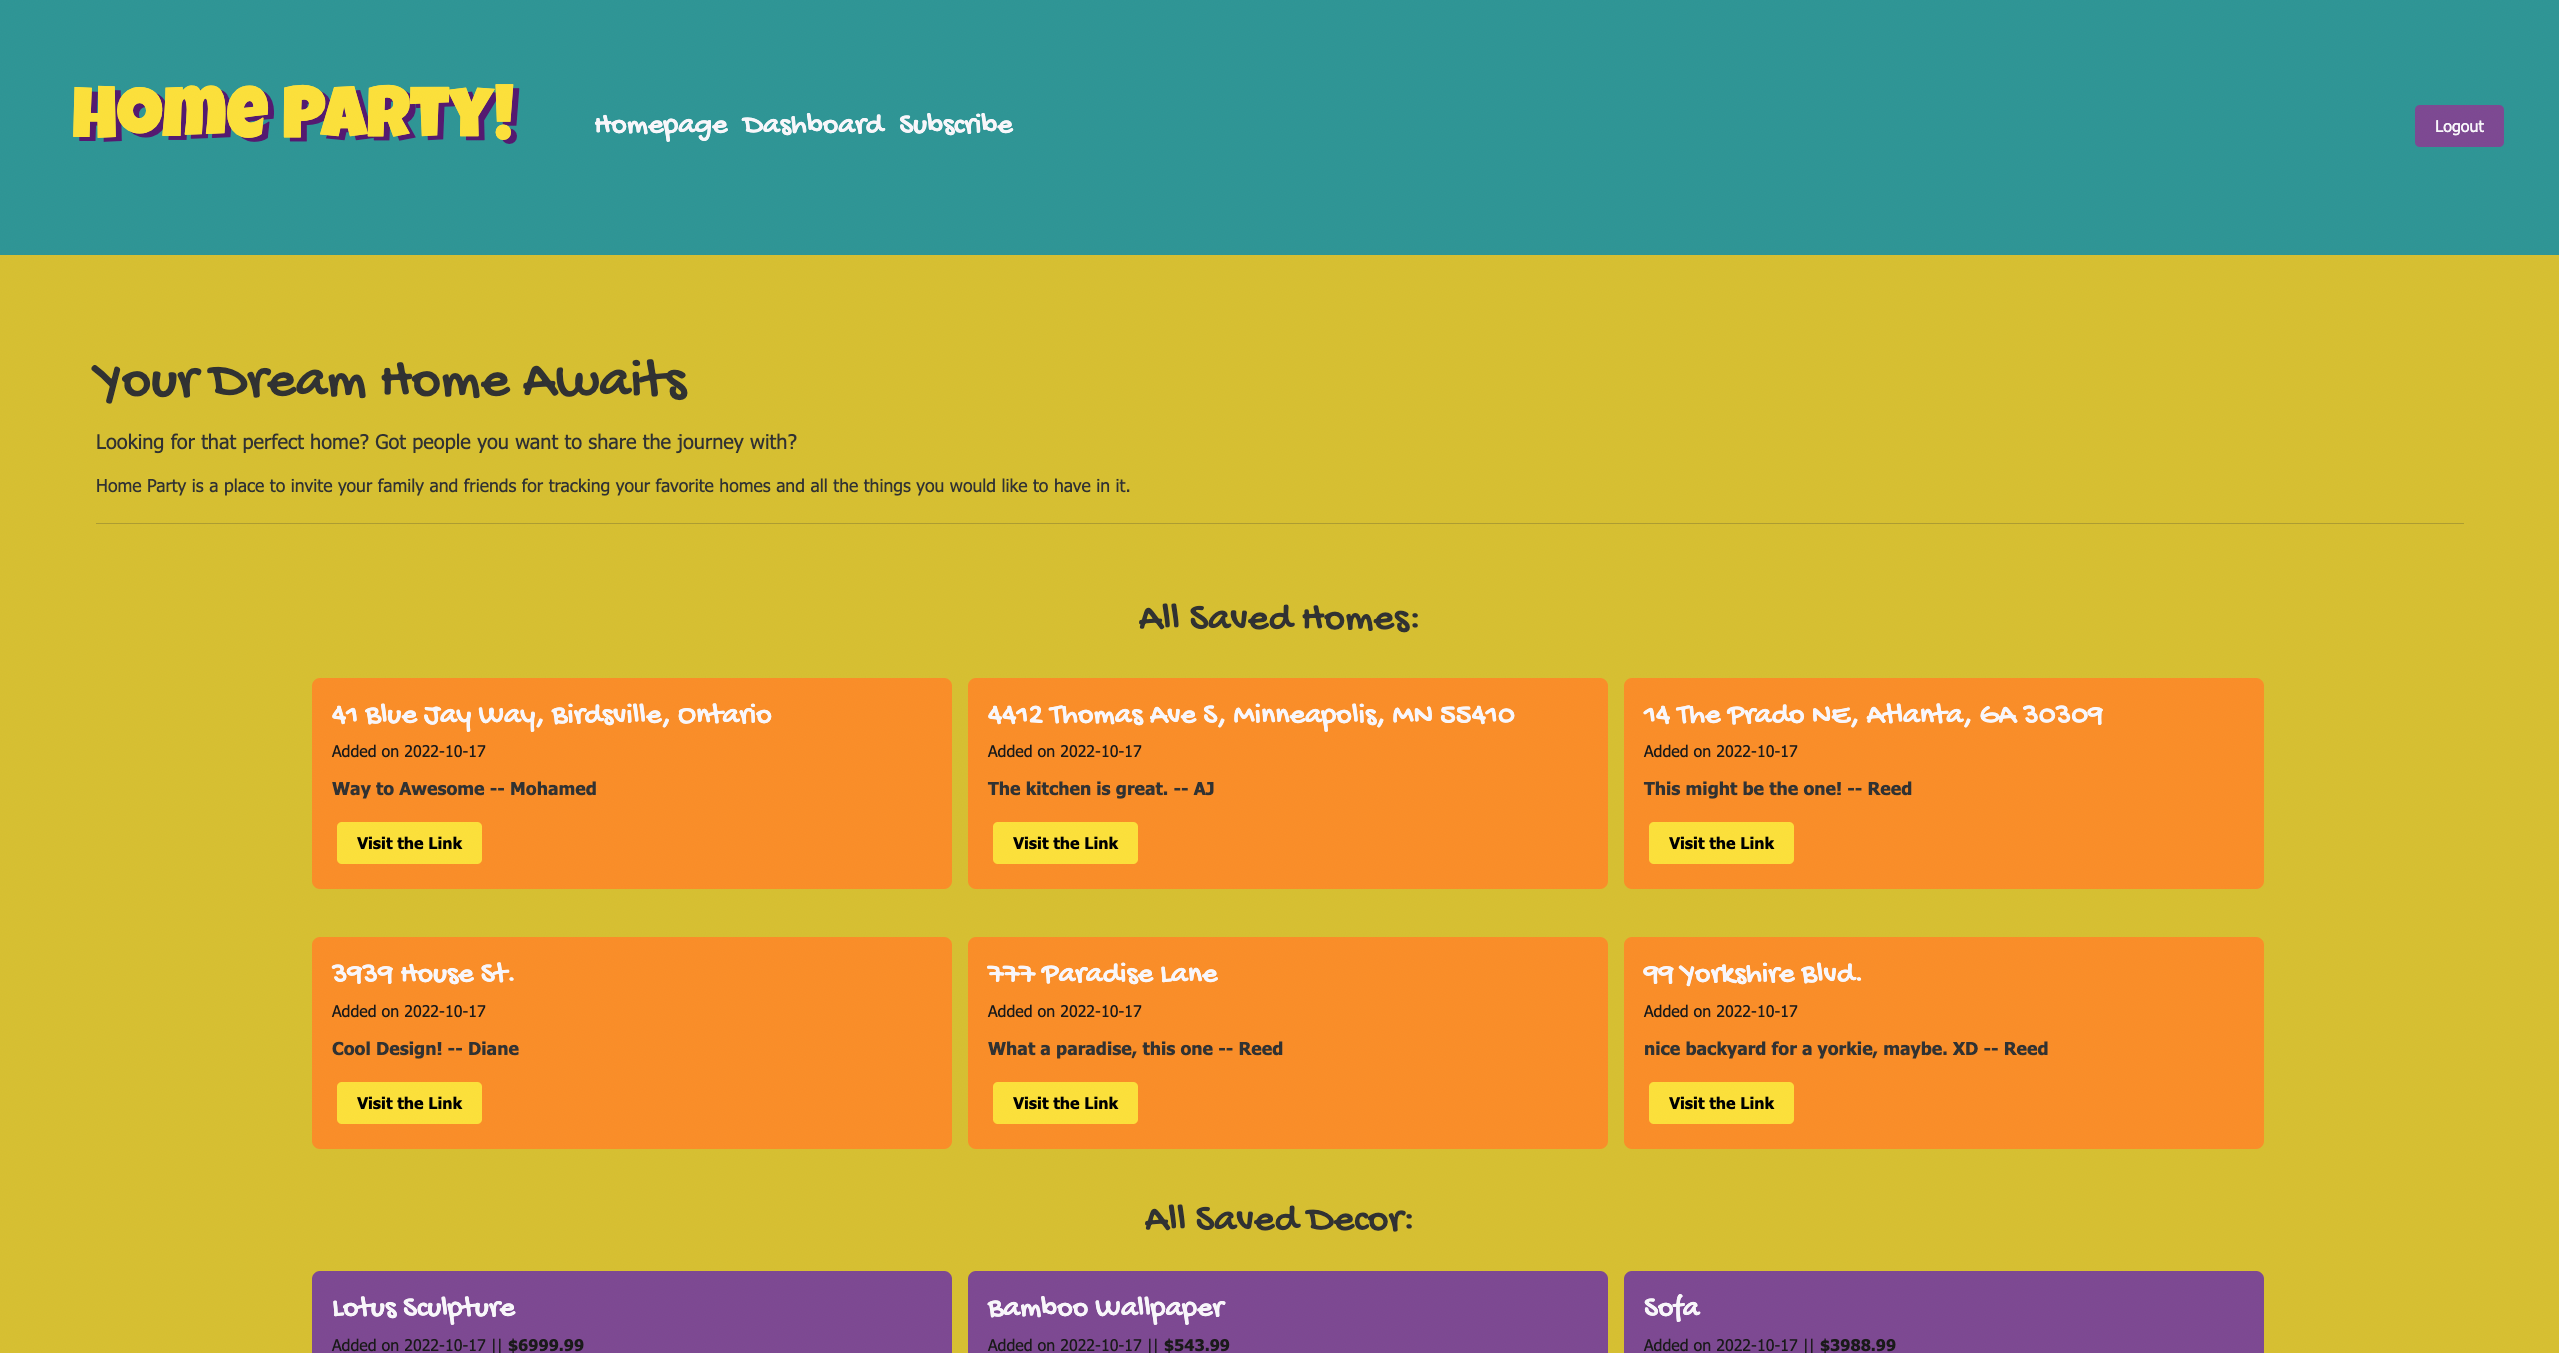 Home PARTY!
Homepage Dashboard Subscribe
Logout
Your Dream Home Awaits
Looking for that perfect home? Got people you want to share the journey with?
Home Party is a place to invite your family and friends for tracking your favorite homes and all the things you would like to have in it.
All Saved Homes:
41 Blue Jay Way, Birdsville, Ontario
Added on 2022-10-17
Way to Awesome -- Mohamed
Visit the Link
4412 Thomas Ave S, Minneapolis, MN 55410
Added on 2022-10-17
The kitchen is great. -- AJ
Visit the Link
14 The Prado NE, Atlanta, GA 30309
Added on 2022-10-17
This might be the one! -- Reed
Visit the Link
3939 House St.
Added on 2022-10-17
Cool Design! -- Diane
Visit the Link
777 Paradise Lane
Added on 2022-10-17
What a paradise, this one -- Reed
Visit the Link
99 Yorkshire Blvd.
Added on 2022-10-17
nice backyard for a yorkie, maybe. XD -- Reed
Visit the Link
All Saved Decor:
Lotus Sculpture
Added on 2022-10-17 || $6999.99
Bamboo Wallpaper
Added on 2022-10-17 || $543.99
Sofa
Added on 2022-10-17 || $3988.99